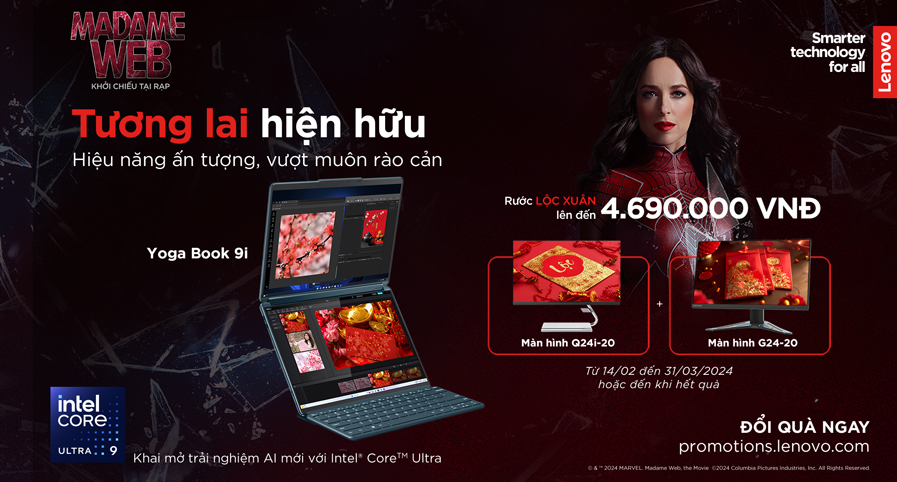 MADAME
WEB
KHỞI CHIẾU TẠI RẠP
Smarter
technology
for all
Lenovo
Tương lai hiện hữu
Hiệu năng ấn tượng, vượt muôn rào cản
Yoga Book 9i
Rước LỘC XUÂN
lên đến
4.690.000 VNĐ
Lộc
Màn hình Q24i-20
+
Màn hình G24-20
Từ 14/02 đến 31/03/2024
hoặc đến khi hết quà
intel
CORE
ULTRA 9
Khai mở trải nghiệm AI mới với Intel® Core™ Ultra
ĐỔI QUÀ NGAY
promotions.lenovo.com
© & ™ 2024 MARVEL. Madame Web, the Movie ©2024 Columbia Pictures Industries, Inc. All Rights Reserved.